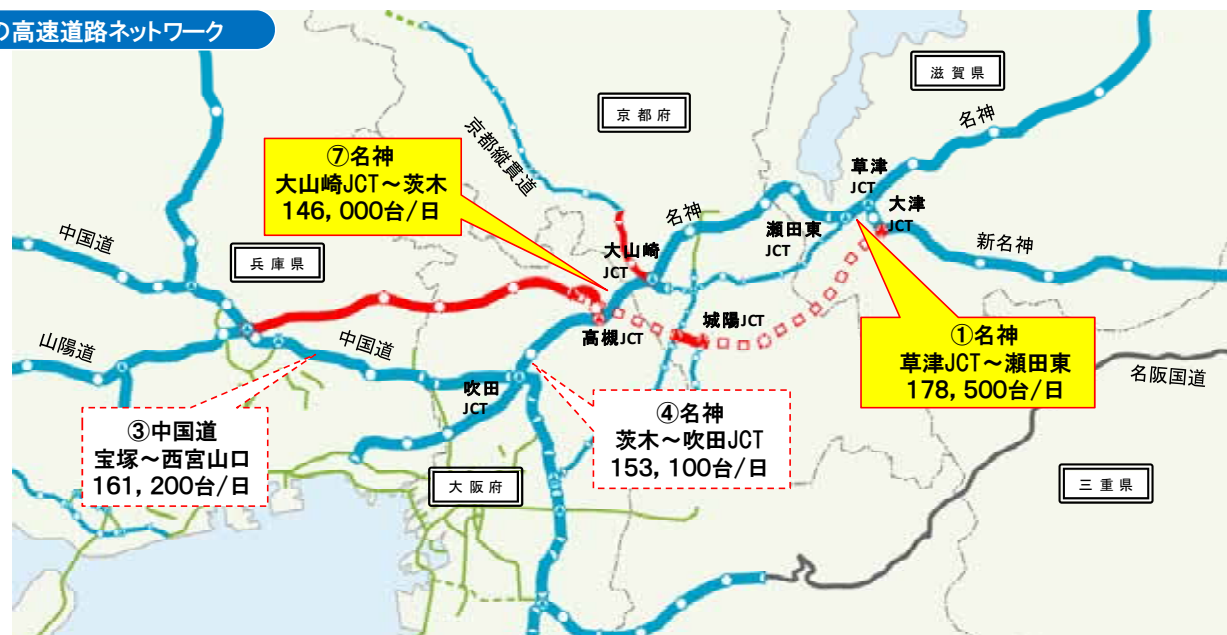 の高速道路ネットワーク
滋賀県
京都府
名神
草津
JCT
大津
JCT
京都縦貫道
⑦名神
大山崎JCT～茨木
146,000台/日
名神
瀬田東
JCT
新名神
大山崎
JCT
中国道
兵庫県
城陽JCT
高槻JCT
①名神
草津JCT～瀬田東
178,500台/日
山陽道
中国道
名阪国道
吹田
JCT
③中国道
宝塚～西宮山口
161,200台/日
④名神
茨木～吹田JCT
153,100台/日
大阪府
三重県